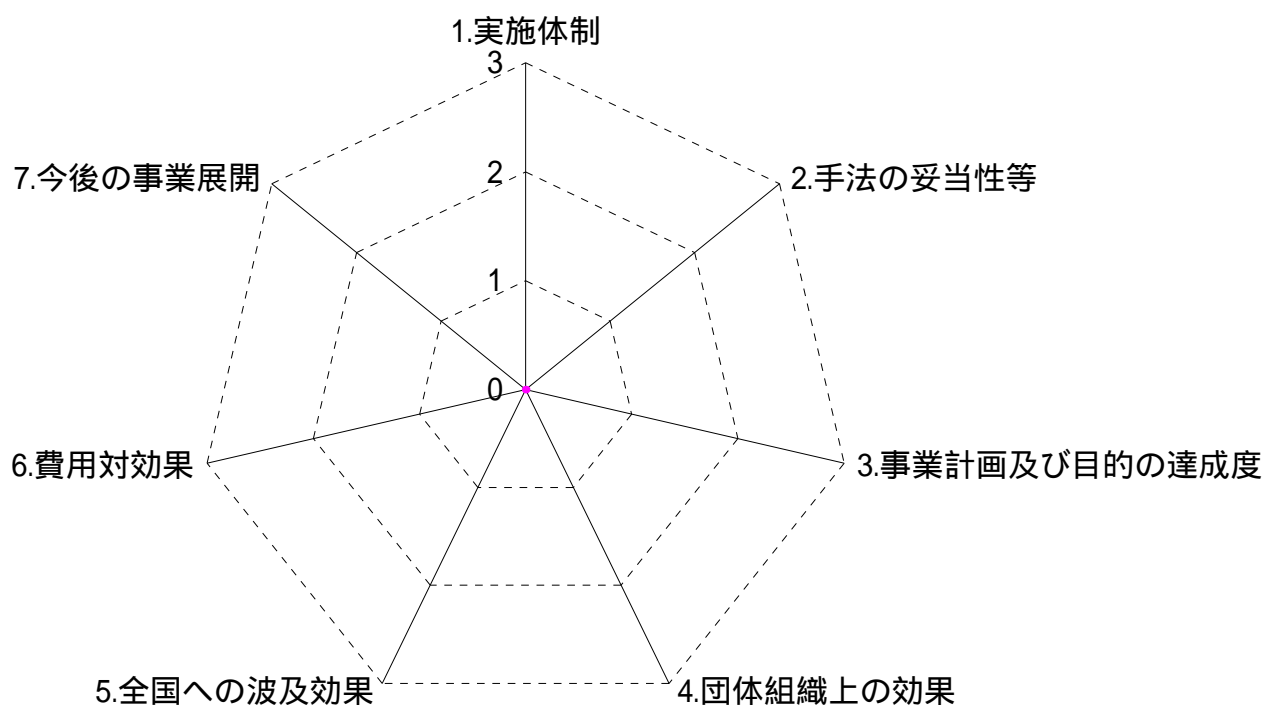 1.実施体制
3
7.今後の事業展開
2
2.手法の妥当性等
1
0
6.費用対効果
3.事業計画及び目的の達成度
5.全国への波及効果
4.団体組織上の効果